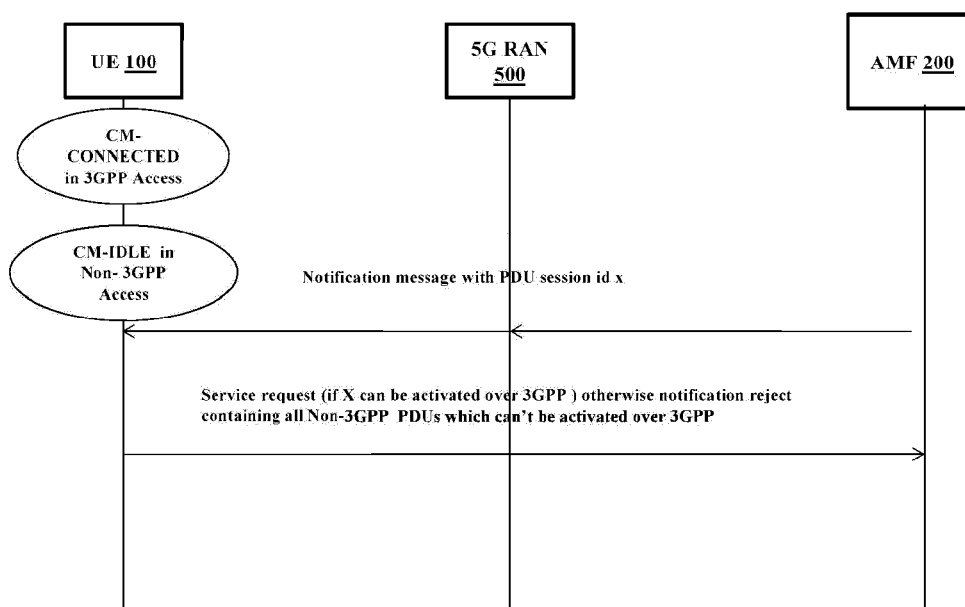 UE 100
5G RAN
500
AMF 200
CM-
CONNECTED
in 3GPP Access
CM-IDLE in
Non- 3GPP
Access
Notification message with PDU session id x
Service request (if X can be activated over 3GPP ) otherwise notification reject
containing all Non-3GPP PDUs which can't be activated over 3GPP